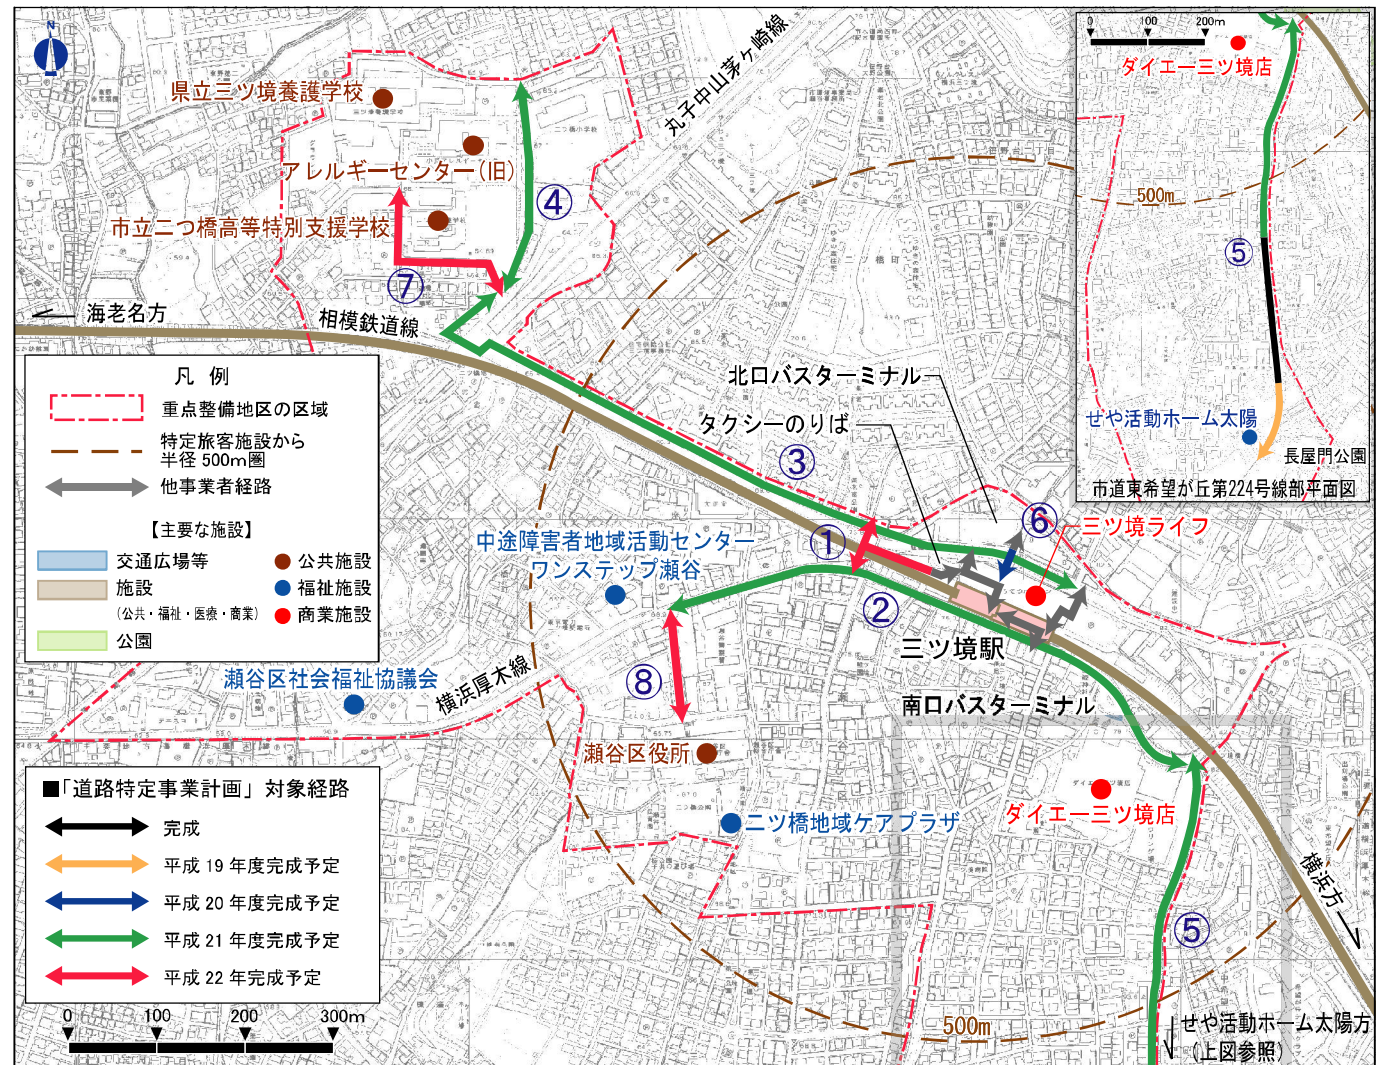 N
県立三ツ境養護学校
アレルギーセンター(旧)
市立二つ橋高等特別支援学校
④
⑦
丸子中山茅ヶ崎線
海老名方
相模鉄道線
0 100 200m
ダイエー三ツ境店
500m
⑤
せや活動ホーム太陽
長屋門公園
市道東希望が丘第224号線部平面図
凡 例
重点整備地区の区域
特定旅客施設から
半径 500m圏
他事業者経路
【主要な施設】
交通広場等
公共施設
施設
(公共・福祉・医療・商業)
福祉施設
商業施設
公園
北口バスターミナル
タクシーのりば
③
①
⑥
三ツ境ライフ
②
三ツ境駅
南口バスターミナル
中途障害者地域活動センター
ワンステップ瀬谷
二ツ橋町
⑧
瀬谷区社会福祉協議会
横浜厚木線
瀬谷区役所
二ツ橋地域ケアプラザ
ダイエー三ツ境店
横浜方
⑤
500m
せや活動ホーム太陽方
(上図参照)
■「道路特定事業計画」対象経路
完成
平成 19 年度完成予定
平成 20 年度完成予定
平成 21 年度完成予定
平成 22 年完成予定
0 100 200 300m